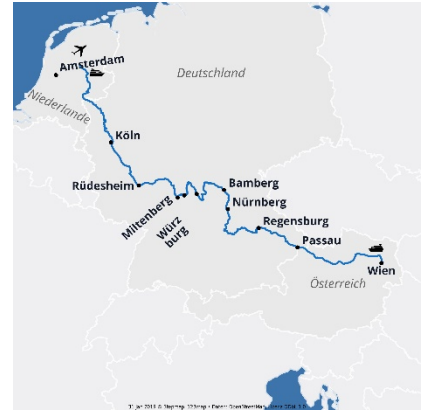 Amsterdam
Deutschland
Niederlande
Köln
Rüdesheim
Miltenberg
Würz
burg
Bamberg
Nürnberg
Regensburg
Passau
Wien
Österreich